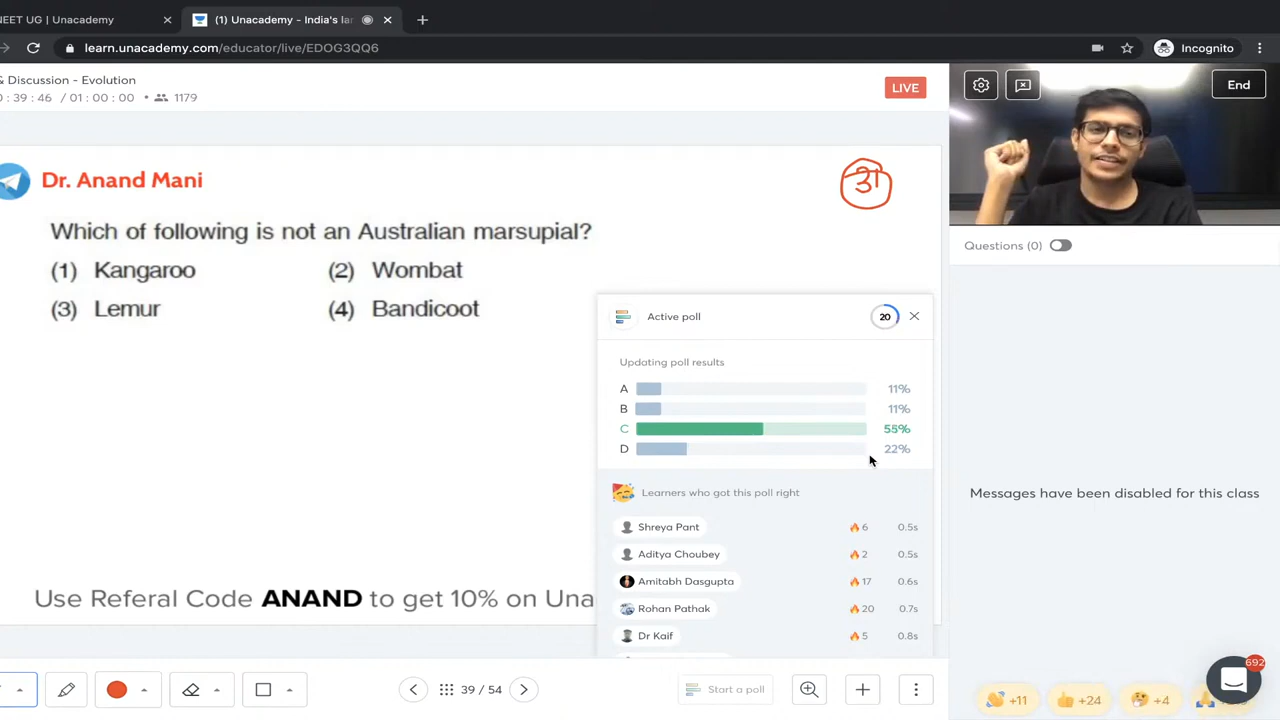 NEET UG | Unacademy
(1) Unacademy - India's lar
learn.unacademy.com/educator/live/EDOG3QQ6
Incognito
& Discussion - Evolution
: 39 : 46 / 01 : 00 : 00 • 1179
LIVE
End
Dr. Anand Mani
Which of following is not an Australian marsupial?
(1) Kangaroo (2) Wombat
(3) Lemur (4) Bandicoot
Questions (0)
Active poll
20
Updating poll results
A 11%
B 11%
C 55%
D 22%
Learners who got this poll right
Shreya Pant 6 0.5s
Aditya Choubey 2 0.5s
Amitabh Dasgupta 17 0.6s
Rohan Pathak 20 0.7s
Dr Kaif 5 0.8s
Messages have been disabled for this class
Use Referal Code ANAND to get 10% on Una
39 / 54
Start a poll
692
+11
+24
+4